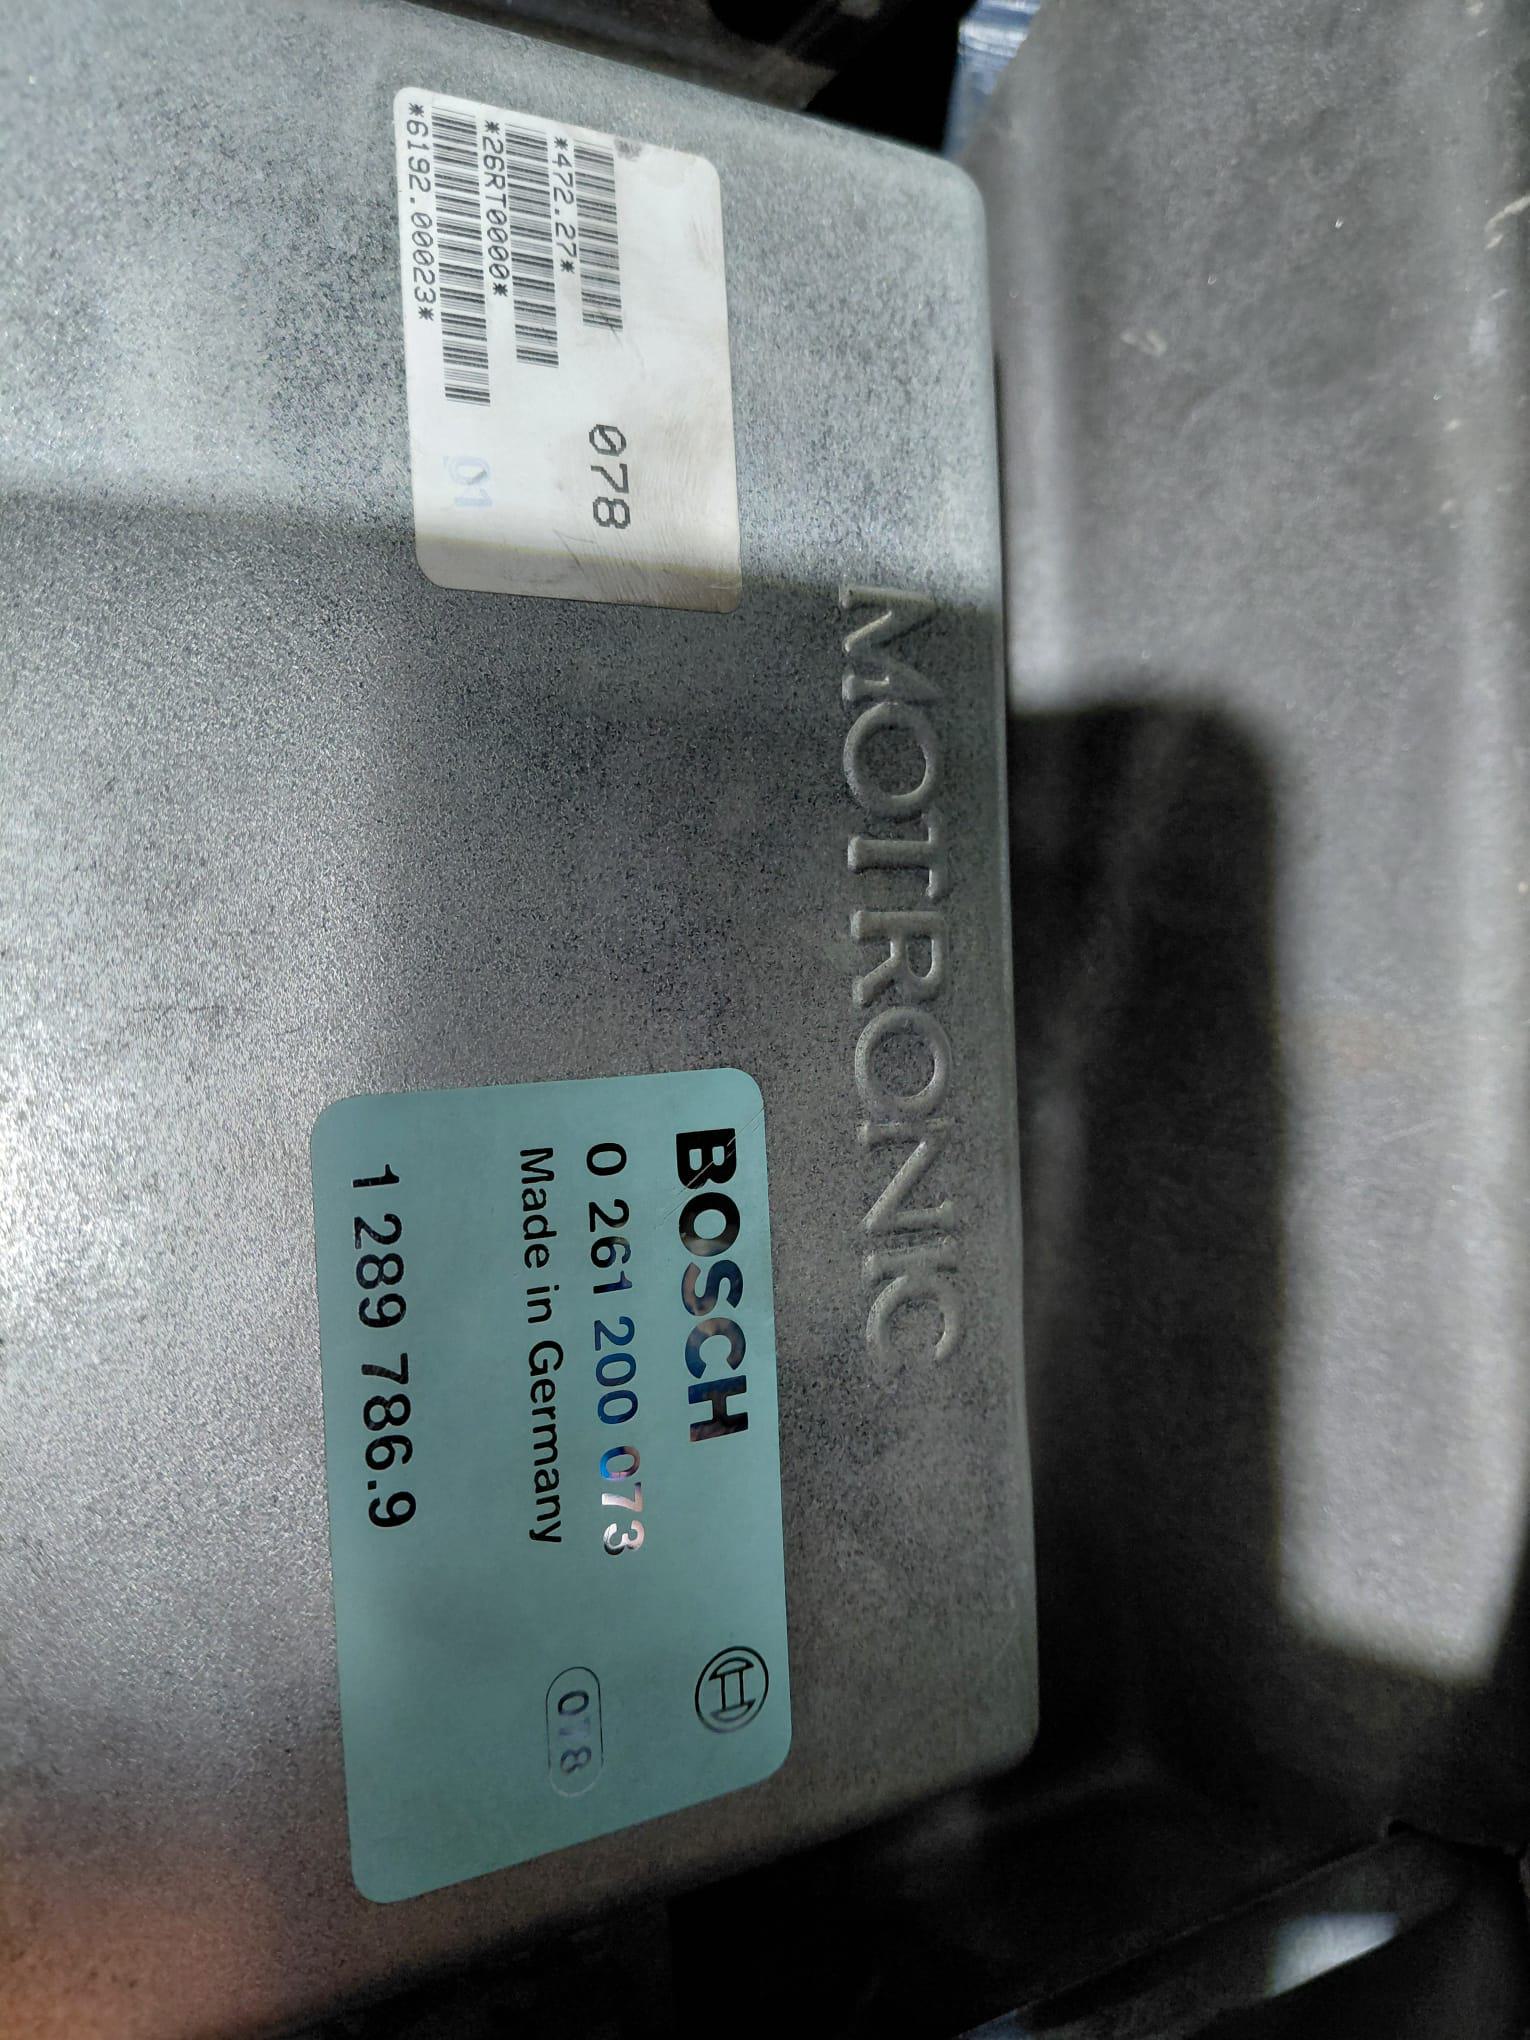 078
*472.27*
*26RT0000*
*6192.00023*
01
MOTRONIC
BOSCH
0 261 200 073
Made in Germany
078
1 289 786.9